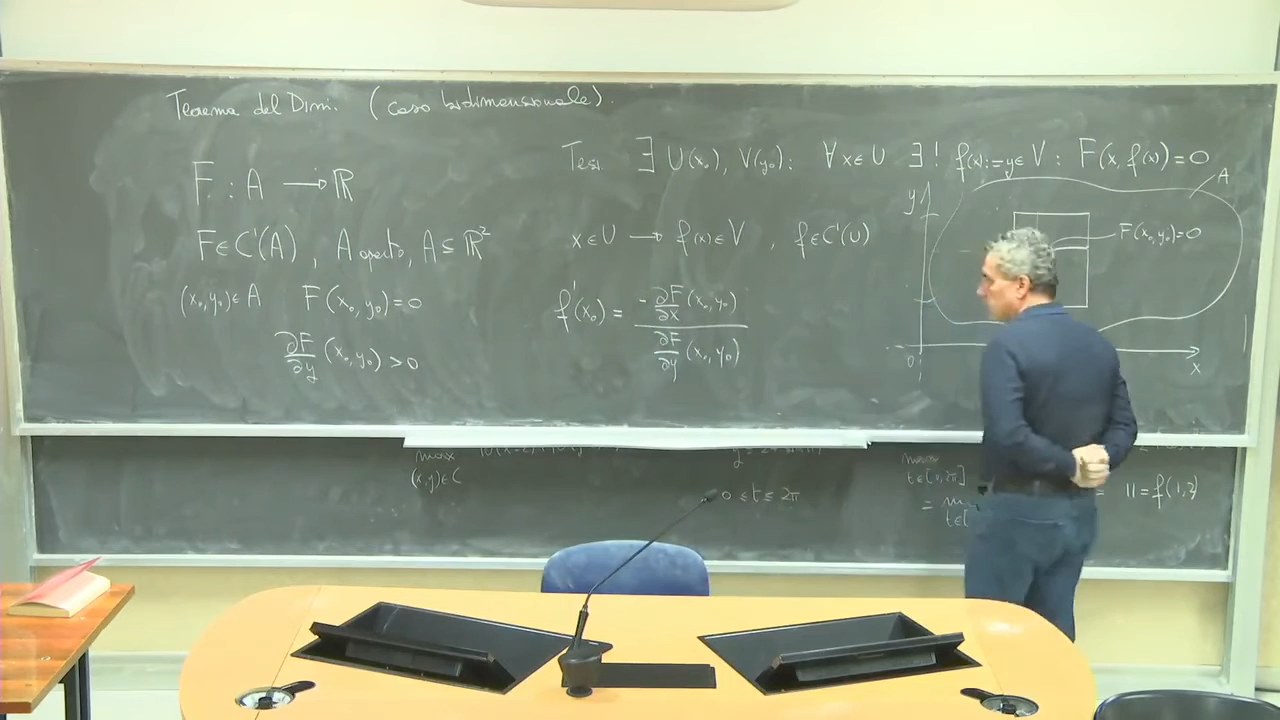 Teorema del Dini. (caso bidimensionale).
F : A → ℝ
F ∈ C¹(A), A aperto, A ⊆ ℝ²
(x₀, y₀) ∈ A F(x₀, y₀) = 0
∂F/∂y (x₀, y₀) > 0
Tesi. ∃ U(x₀), V(y₀) : ∀ x ∈ U ∃! f(x) := y ∈ V : F(x, f(x)) = 0
x ∈ U → f(x) ∈ V , f ∈ C¹(U)
f'(x₀) = -∂F/∂x (x₀, y₀) / ∂F/∂y (x₀, y₀)
y
A
F(x₀, y₀) = 0
0
x
max
(x,y) ∈ C
0 ≤ t ≤ 2π
max
t ∈ [0, 2π]
=
t∈[
= 11 = f(1,2)